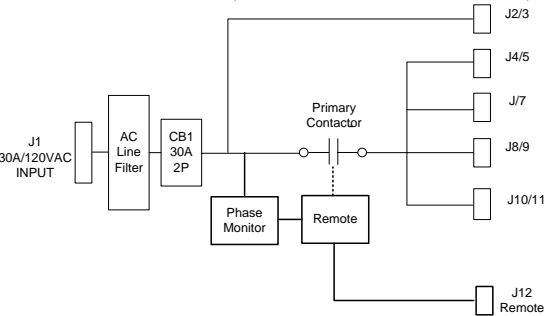 J2/3
J4/5
J/7
J8/9
J10/11
Primary
Contactor
J1
30A/120VAC
INPUT
AC
Line
Filter
CB1
30A
2P
Phase
Monitor
Remote
J12
Remote